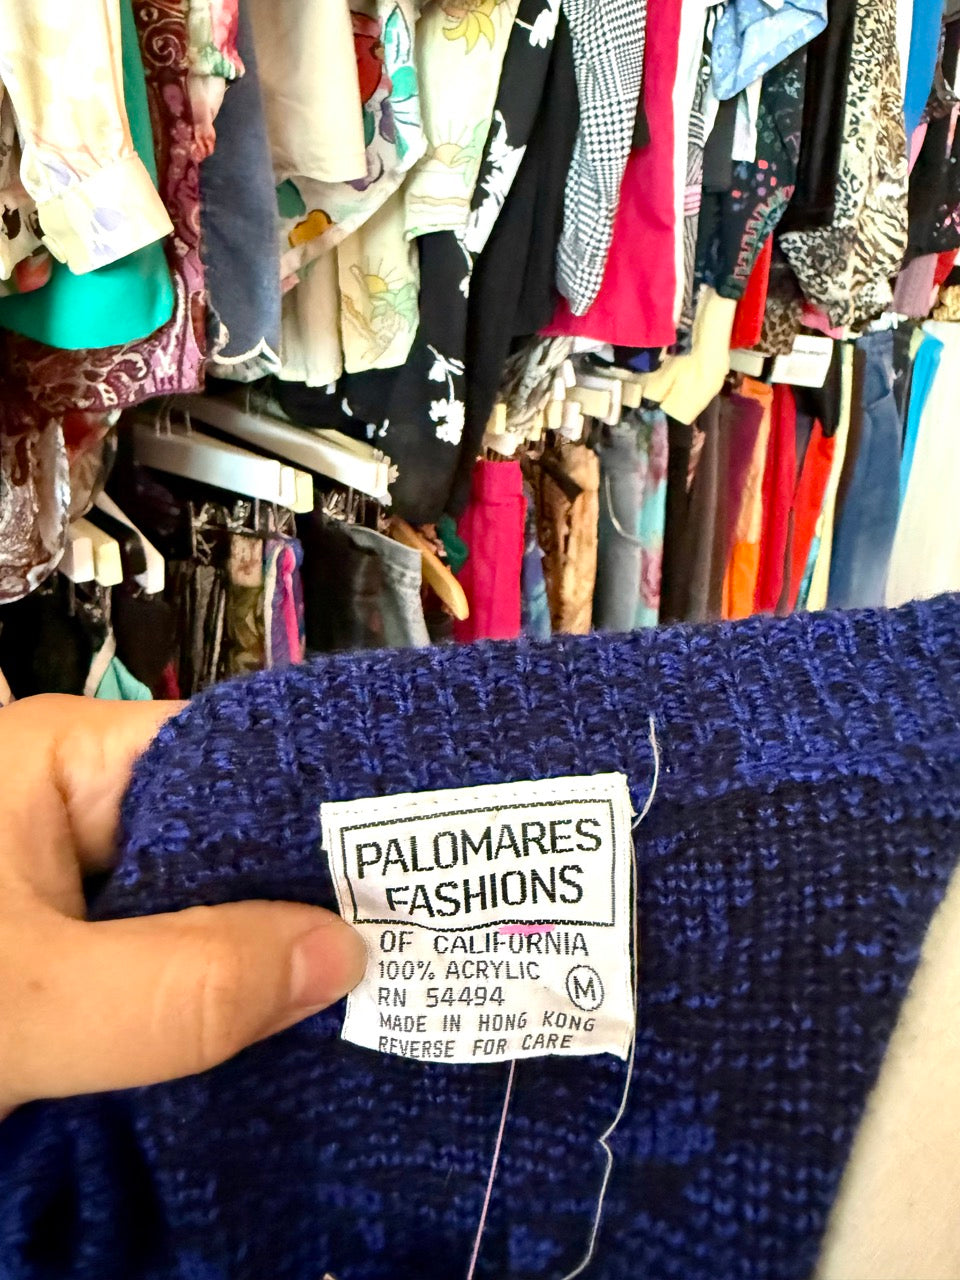 PALOMARES
FASHIONS
OF CALIFORNIA
100% ACRYLIC
M
RN 54494
MADE IN HONG KONG
REVERSE FOR CARE